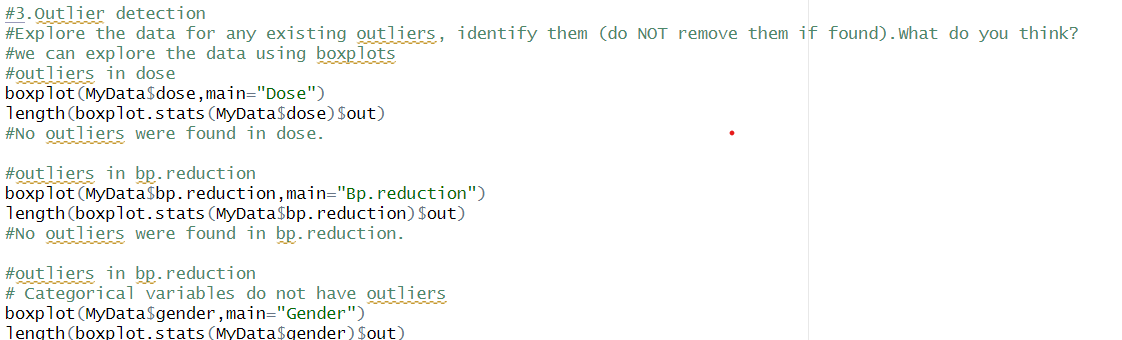 #3.Outlier detection
#Explore the data for any existing outliers, identify them (do NOT remove them if found).What do you think?
#we can explore the data using boxplots
#outliers in dose
boxplot(MyData$dose,main="Dose")
length(boxplot.stats(MyData$dose)$out)
#No outliers were found in dose.
#outliers in bp.reduction
boxplot(MyData$bp.reduction,main="Bp.reduction")
length(boxplot.stats(MyData$bp.reduction)$out)
#No outliers were found in bp.reduction.
#outliers in bp.reduction
# Categorical variables do not have outliers
boxplot(MyData$gender,main="Gender")
length(boxplot.stats(MyData$gender)$out)